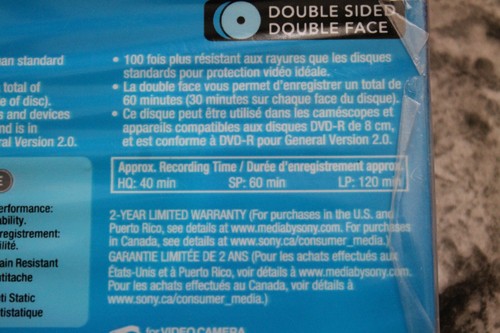 DOUBLE SIDED
DOUBLE FACE
an standard
• 100 fois plus résistant aux rayures que les disques
standards pour protection vidéo idéale.
total of
e of disc).
s and devices
nd is in
ral Version 2.0.
• La double face vous permet d'enregistrer un total de
60 minutes (30 minutes sur chaque face du disque).
• Ce disque peut être utilisé dans les caméscopes et
appareils compatibles aux disques DVD-R de 8 cm,
et est conforme à DVD-R pour General Version 2.0.
Approx. Recording Time / Durée d'enregistrement approx.
HQ: 40 min SP: 60 min LP: 120 min
E
erformance:
ability.
registrement:
ilité.
ain Resistant
titache
ti Static
tistatique
2-YEAR LIMITED WARRANTY (For purchases in the U.S. and
Puerto Rico, see details at www.mediabysony.com. For purchases
in Canada, see details at www.sony.ca/consumer_media.)
GARANTIE LIMITÉE DE 2 ANS (Pour les achats effectués aux
États-Unis et à Puerto Rico, voir détails à www.mediabysony.com.
Pour les achats effectués au Canada, voir détails à
www.sony.ca/consumer_media.)
for VIDEO CAMERA